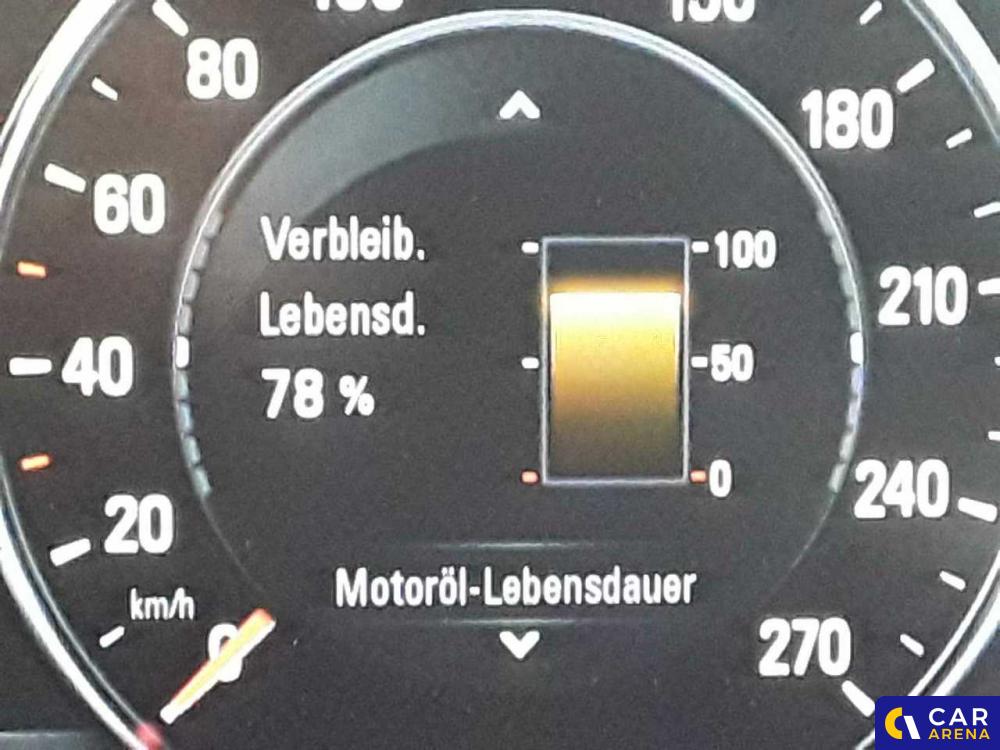 80
180
60
Verbleib.
100
Lebensd.
210
40
50
78 %
0
240
20
Motoröl-Lebensdauer
km/h
0
270
CAR
ARENA